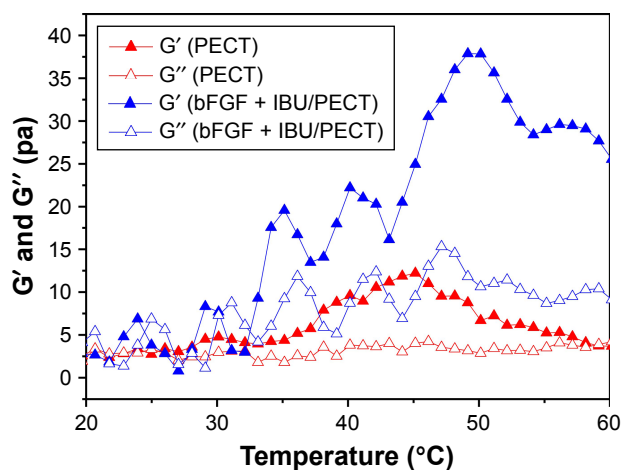 G′ and G″ (pa)
40
35
30
25
20
15
10
5
0
G′ (PECT)
G″ (PECT)
G′ (bFGF + IBU/PECT)
G″ (bFGF + IBU/PECT)
20 30 40 50 60
Temperature (°C)